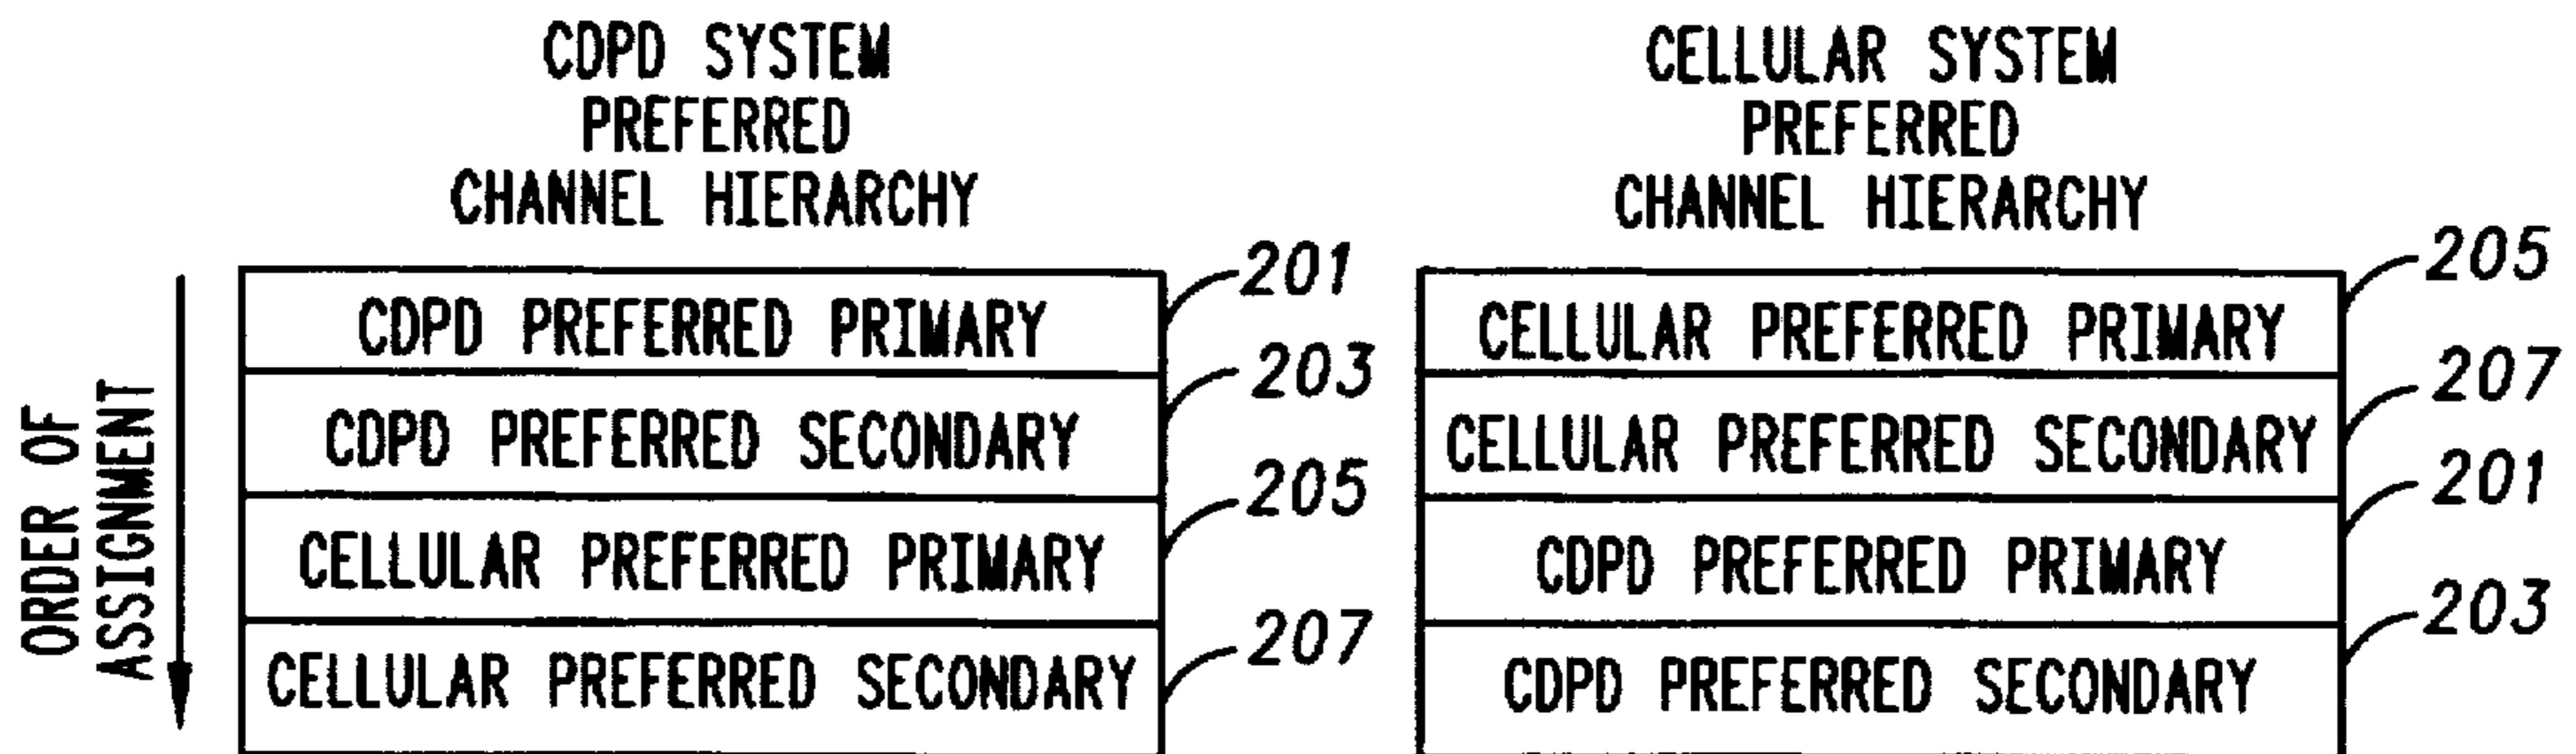 CDPD SYSTEM
PREFERRED
CHANNEL HIERARCHY
ORDER OF
ASSIGNMENT
CDPD PREFERRED PRIMARY
201
CDPD PREFERRED SECONDARY
203
CELLULAR PREFERRED PRIMARY
205
CELLULAR PREFERRED SECONDARY
207
CELLULAR SYSTEM
PREFERRED
CHANNEL HIERARCHY
CELLULAR PREFERRED PRIMARY
205
CELLULAR PREFERRED SECONDARY
207
CDPD PREFERRED PRIMARY
201
CDPD PREFERRED SECONDARY
203